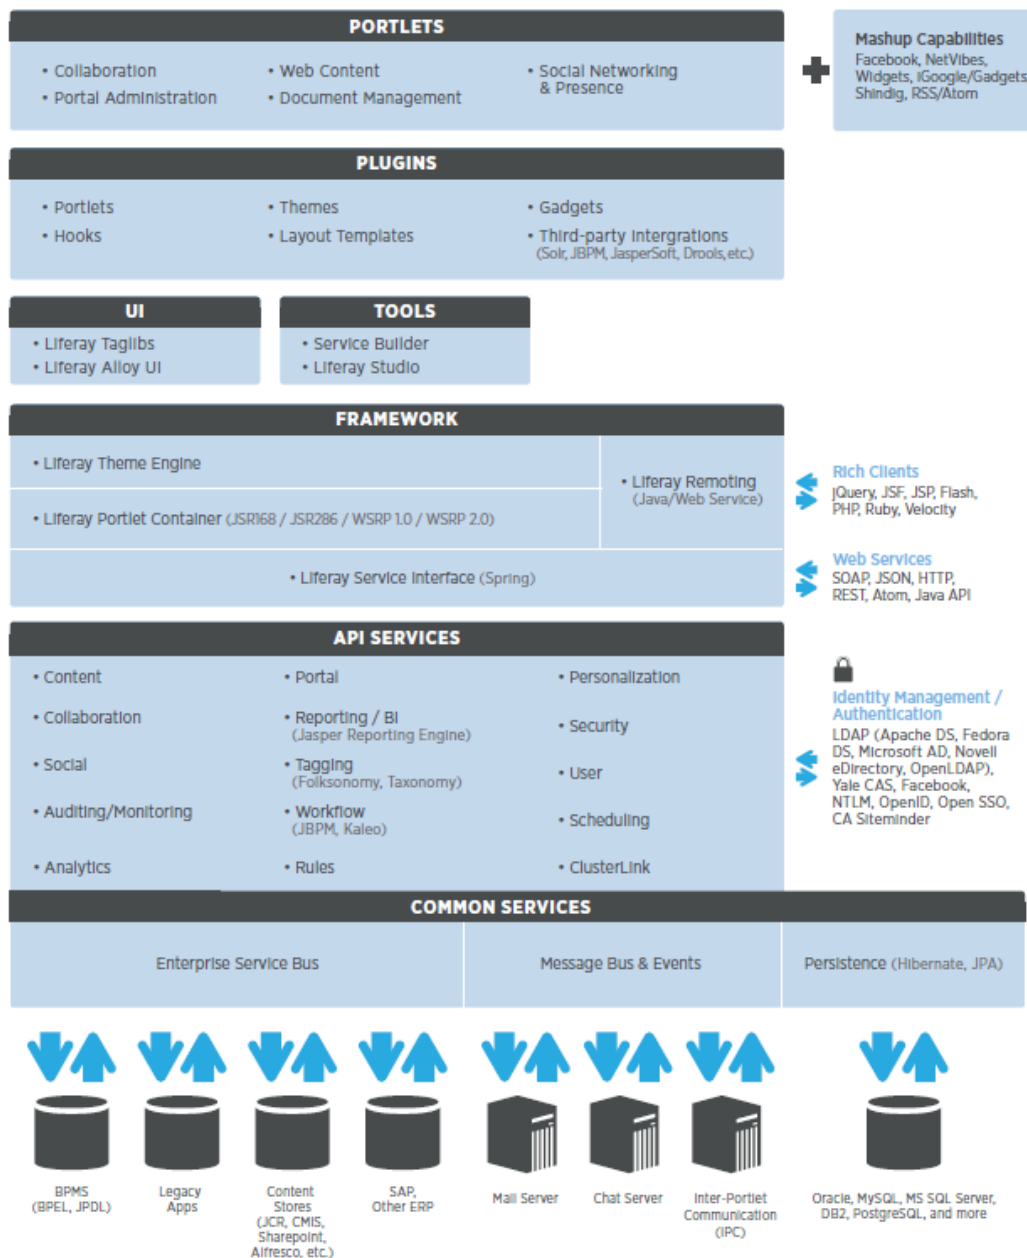 PORTLETS
• Collaboration
• Portal Administration
• Web Content
• Document Management
• Social Networking
& Presence
Mashup Capabilities
Facebook, NetVibes,
Widgets, iGoogle/Gadgets
Shindig, RSS/Atom
PLUGINS
• Portlets
• Hooks
• Themes
• Layout Templates
• Gadgets
• Third-party Intergrations
(Solr, JBPM, JasperSoft, Drools, etc.)
UI
• Liferay Taglibs
• Liferay Alloy UI
TOOLS
• Service Builder
• Liferay Studio
FRAMEWORK
• Liferay Theme Engine
• Liferay Portlet Container (JSR168 / JSR286 / WSRP 1.0 / WSRP 2.0)
• Liferay Remoting
(Java/Web Service)
• Liferay Service Interface (Spring)
Rich Clients
jQuery, JSF, JSP, Flash,
PHP, Ruby, Velocity
Web Services
SOAP, JSON, HTTP,
REST, Atom, Java API
API SERVICES
• Content
• Collaboration
• Social
• Auditing/Monitoring
• Analytics
• Portal
• Reporting / BI
(Jasper Reporting Engine)
• Tagging
(Folksonomy, Taxonomy)
• Workflow
(JBPM, Kaleo)
• Rules
• Personalization
• Security
• User
• Scheduling
• ClusterLink
Identity Management /
Authentication
LDAP (Apache DS, Fedora
DS, Microsoft AD, Novell
eDirectory, OpenLDAP),
Yale CAS, Facebook,
NTLM, OpenID, Open SSO,
CA Siteminder
COMMON SERVICES
Enterprise Service Bus
Message Bus & Events
Persistence (Hibernate, JPA)
BPMS
(BPEL, JPDL)
Legacy
Apps
Content
Stores
(JCR, CMIS,
Sharepoint,
Alfresco, etc.)
SAP,
Other ERP
Mail Server
Chat Server
Inter-Portlet
Communication
(IPC)
Oracle, MySQL, MS SQL Server,
DB2, PostgreSQL, and more